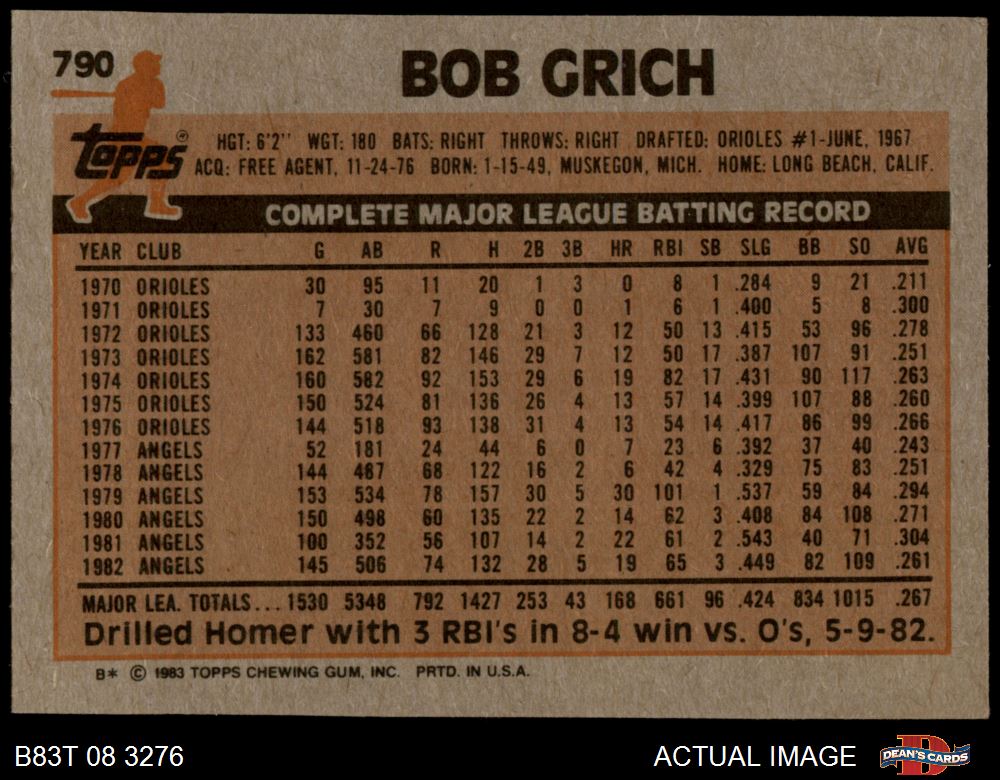 790 BOB GRICH
Topps®
HGT: 6'2" WGT: 180 BATS: RIGHT THROWS: RIGHT DRAFTED: ORIOLES #1-JUNE, 1967
ACQ: FREE AGENT, 11-24-76 BORN: 1-15-49, MUSKEGON, MICH. HOME: LONG BEACH, CALIF.
COMPLETE MAJOR LEAGUE BATTING RECORD
YEAR CLUB G AB R H 2B 3B HR RBI SB SLG BB SO AVG
1970 ORIOLES 30 95 11 20 1 3 0 8 1 .284 9 21 .211
1971 ORIOLES 7 30 7 9 0 0 1 6 1 .400 5 8 .300
1972 ORIOLES 133 460 66 128 21 3 12 50 13 .415 53 96 .278
1973 ORIOLES 162 581 82 146 29 7 12 50 17 .387 107 91 .251
1974 ORIOLES 160 582 92 153 29 6 19 82 17 .431 90 117 .263
1975 ORIOLES 150 524 81 136 26 4 13 57 14 .399 107 88 .260
1976 ORIOLES 144 518 93 138 31 4 13 54 14 .417 86 99 .266
1977 ANGELS 52 181 24 44 6 0 7 23 6 .392 37 40 .243
1978 ANGELS 144 487 68 122 16 2 6 42 4 .329 75 83 .251
1979 ANGELS 153 534 78 157 30 5 30 101 1 .537 59 84 .294
1980 ANGELS 150 498 60 135 22 2 14 62 3 .408 84 108 .271
1981 ANGELS 100 352 56 107 14 2 22 61 2 .543 40 71 .304
1982 ANGELS 145 506 74 132 28 5 19 65 3 .449 82 109 .261
MAJOR LEA. TOTALS... 1530 5348 792 1427 253 43 168 661 96 .424 834 1015 .267
Drilled Homer with 3 RBI's in 8-4 win vs. O's, 5-9-82.
B* © 1983 TOPPS CHEWING GUM, INC. PRTD. IN U.S.A.
B83T 08 3276 ACTUAL IMAGE DEAN'S CARDS